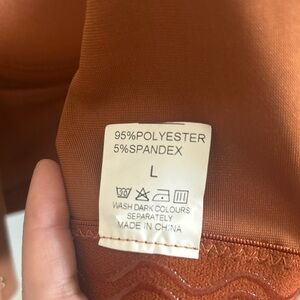 95%POLYESTER
5%SPANDEX
L
WASH DARK COLOURS
SEPARATELY
MADE IN CHINA